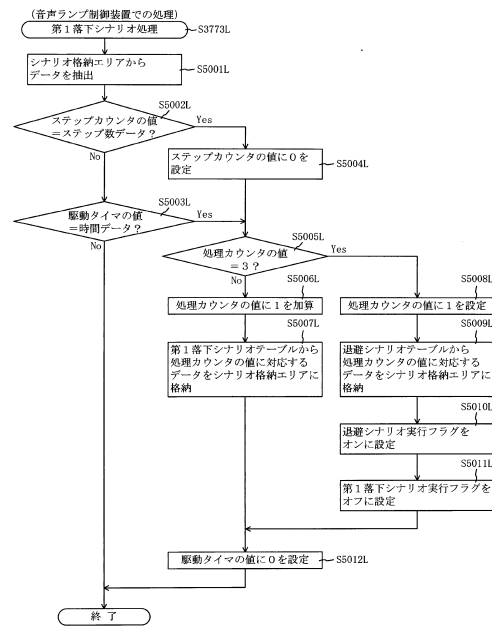 (音声ランプ制御装置での処理)
第1落下シナリオ処理
S3773L
シナリオ格納エリアから
データを抽出
S5001L
S5002L
ステップカウンタの値
=ステップ数データ?
Yes
No
ステップカウンタの値に0を
設定
S5004L
S5003L
駆動タイマの値
=時間データ?
Yes
No
S5005L
処理カウンタの値
=3?
Yes
No
S5006L
処理カウンタの値に1を加算
S5008L
処理カウンタの値に1を設定
S5007L
第1落下シナリオテーブルから
処理カウンタの値に対応する
データをシナリオ格納エリアに
格納
S5009L
退避シナリオテーブルから
処理カウンタの値に対応する
データをシナリオ格納エリアに
格納
S5010L
退避シナリオ実行フラグを
オンに設定
S5011L
第1落下シナリオ実行フラグを
オフに設定
駆動タイマの値に0を設定
S5012L
終了